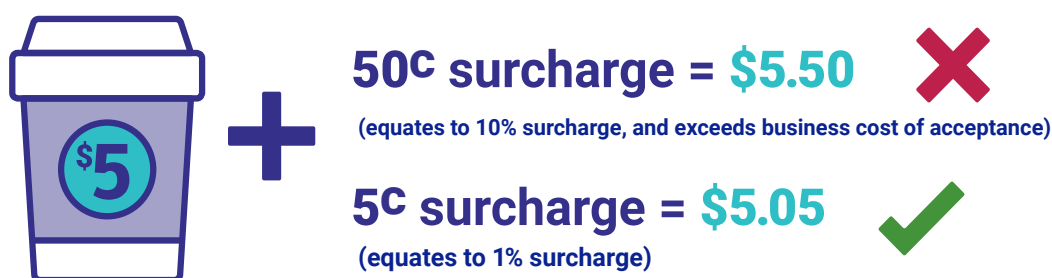 50c surcharge = $5.50
(equates to 10% surcharge, and exceeds business cost of acceptance)
$5
5c surcharge = $5.05
(equates to 1% surcharge)